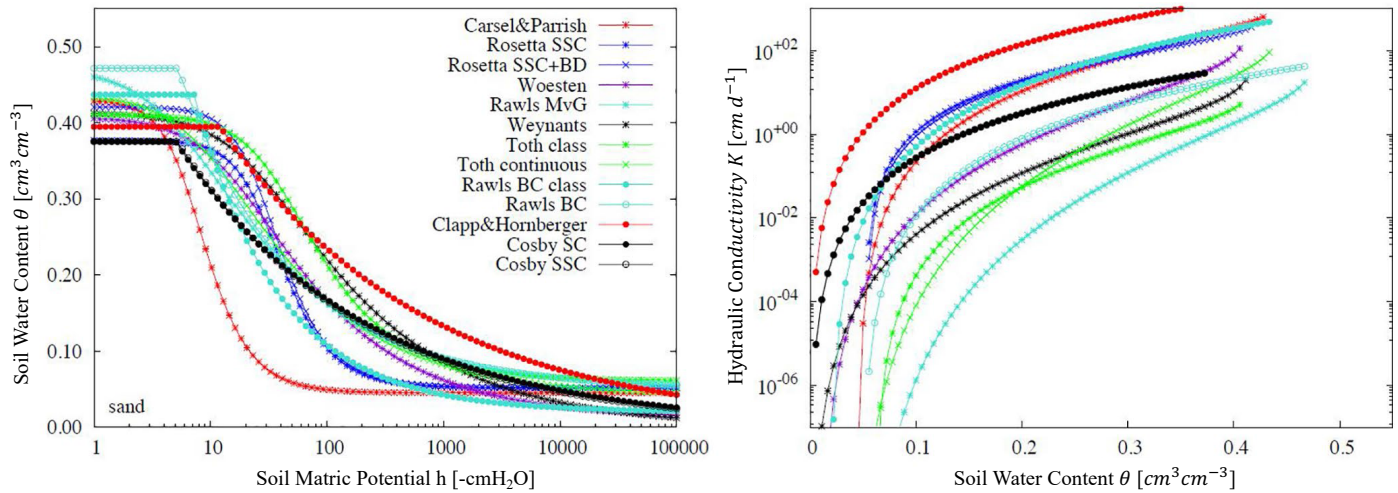 0.50
0.40
0.30
0.20
0.10
0.00
Soil Water Content θ [cm³cm⁻³]
Carsel&Parrish
Rosetta SSC
Rosetta SSC+BD
Woesten
Rawls MvG
Weynants
Toth class
Toth continuous
Rawls BC class
Rawls BC
Clapp&Hornberger
Cosby SC
Cosby SSC
sand
1 10 100 1000 10000 100000
Soil Matric Potential h [-cmH₂O]
Hydraulic Conductivity K [cm d⁻¹]
10⁺⁰²
10⁺⁰⁰
10⁻⁰²
10⁻⁰⁴
10⁻⁰⁶
0 0.1 0.2 0.3 0.4 0.5
Soil Water Content θ [cm³cm⁻³]